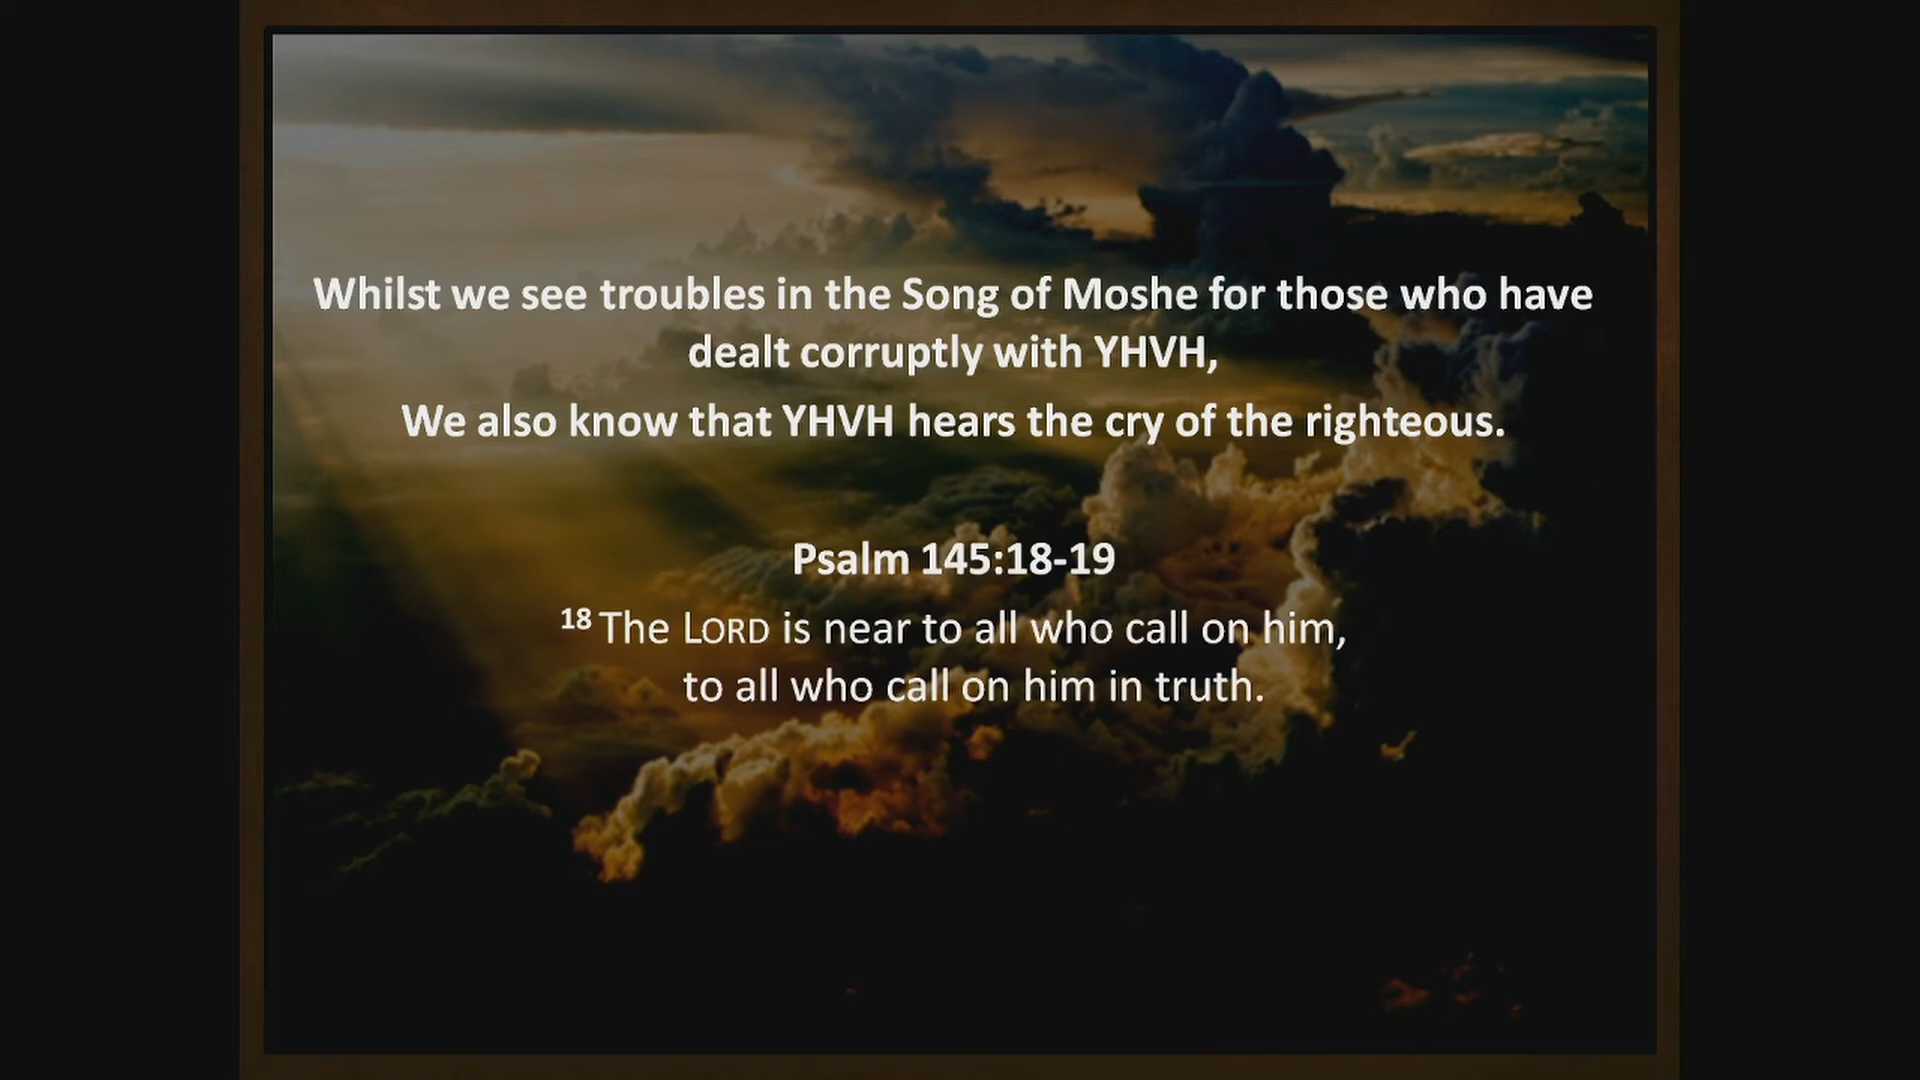 Whilst we see troubles in the Song of Moshe for those who have
dealt corruptly with YHVH,
We also know that YHVH hears the cry of the righteous.
Psalm 145:18-19
18 The LORD is near to all who call on him,
to all who call on him in truth.